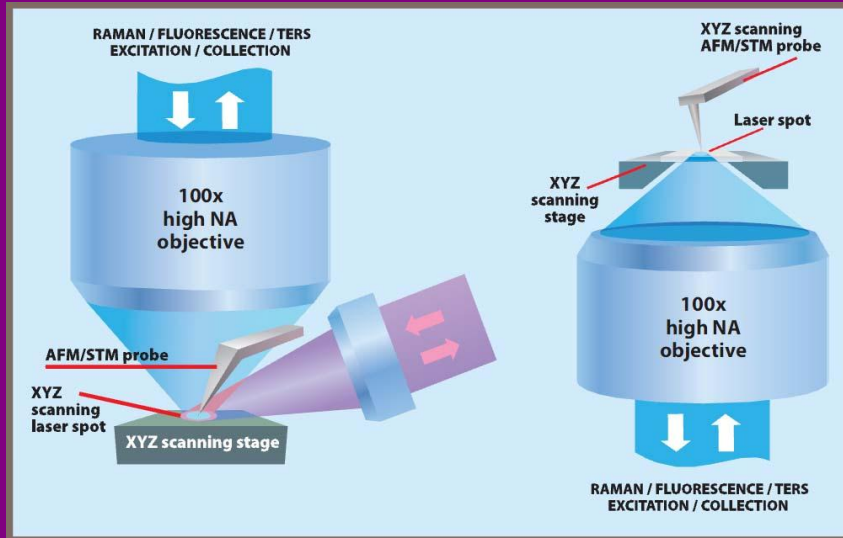 RAMAN / FLUORESCENCE / TERS
EXCITATION / COLLECTION
100x
high NA
objective
AFM/STM probe
XYZ
scanning
laser spot
XYZ scanning stage
XYZ scanning
AFM/STM probe
Laser spot
XYZ
scanning
stage
100x
high NA
objective
RAMAN / FLUORESCENCE / TERS
EXCITATION / COLLECTION